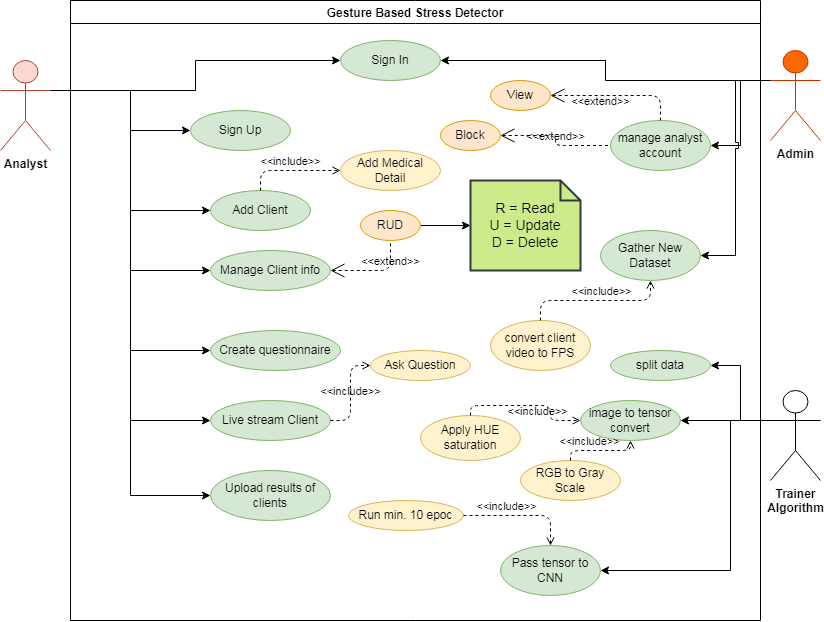 Gesture Based Stress Detector
Sign In
View
<<extend>>
Block
<<extend>>
manage analyst
account
Analyst
Admin
Sign Up
<<include>>
Add Medical
Detail
Add Client
RUD
R = Read
U = Update
D = Delete
<<extend>>
Manage Client info
Gather New
Dataset
<<include>>
convert client
video to FPS
Create questionnaire
Ask Question
split data
<<include>>
Live stream Client
<<include>>
image to tensor
convert
Apply HUE
saturation
<<include>>
RGB to Gray
Scale
Upload results of
clients
Run min. 10 epoc
<<include>>
Trainer
Algorithm
Pass tensor to
CNN